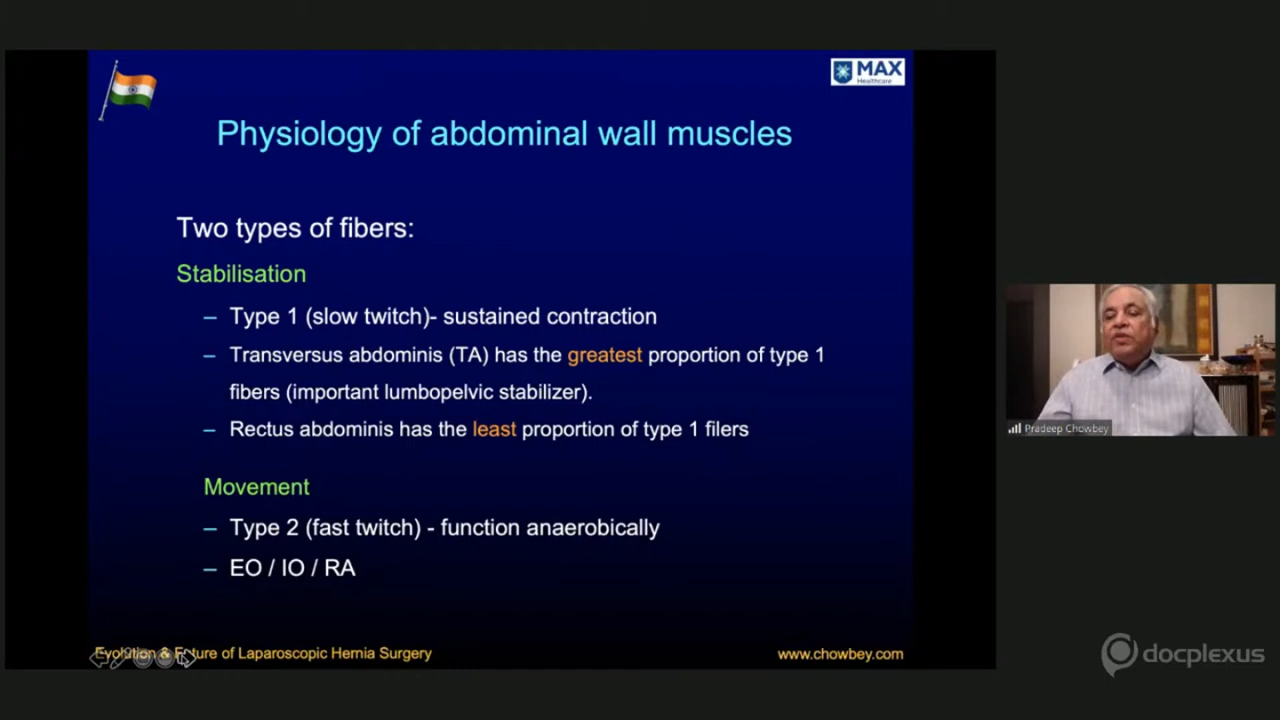 MAX
Healthcare
Physiology of abdominal wall muscles
Two types of fibers:
Stabilisation
– Type 1 (slow twitch)- sustained contraction
– Transversus abdominis (TA) has the greatest proportion of type 1
fibers (important lumbopelvic stabilizer).
– Rectus abdominis has the least proportion of type 1 filers
Movement
– Type 2 (fast twitch) - function anaerobically
– EO / IO / RA
Evolution & Future of Laparoscopic Hernia Surgery
www.chowbey.com
Pradeep Chowbey
docplexus